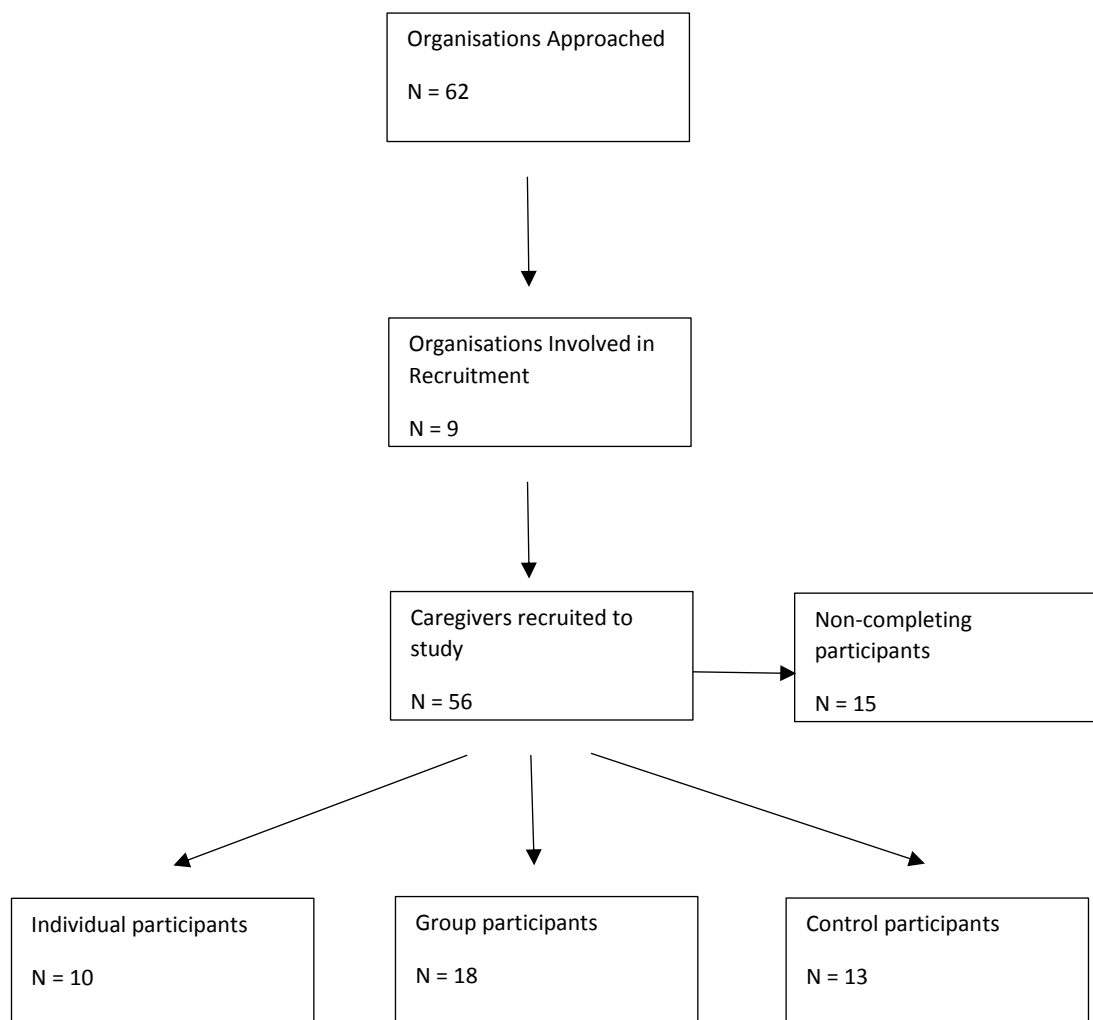 Organisations Approached
N = 62
Organisations Involved in
Recruitment
N = 9
Caregivers recruited to
study
N = 56
Non-completing
participants
N = 15
Individual participants
N = 10
Group participants
N = 18
Control participants
N = 13